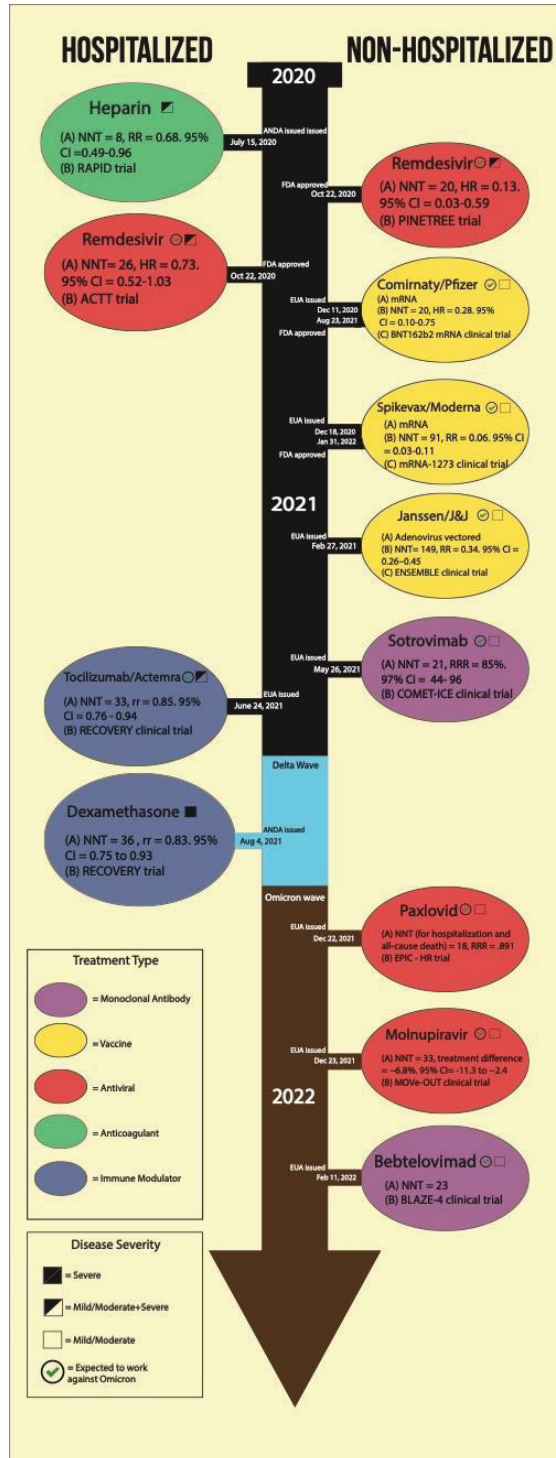 HOSPITALIZED
NON-HOSPITALIZED
2020
Heparin
(A) NNT = 8, RR = 0.68. 95%
CI =0.49-0.96
(B) RAPID trial
ANDA issued issued
July 15, 2020
FDA approved
Oct 22, 2020
Remdesivir
(A) NNT = 20, HR = 0.13.
95% CI = 0.03-0.59
(B) PINETREE trial
Remdesivir
(A) NNT= 26, HR = 0.73.
95% CI = 0.52-1.03
(B) ACTT trial
FDA approved
Oct 22, 2020
EUA issued
Dec 11, 2020
Aug 23, 2021
FDA approved
Comirnaty/Pfizer
(A) mRNA
(B) NNT = 20, HR = 0.28. 95%
CI = 0.10-0.75
(C) BNT162b2 mRNA clinical trial
EUA issued
Dec 18, 2020
Jan 31, 2022
FDA approved
Spikevax/Moderna
(A) mRNA
(B) NNT = 91, RR = 0.06. 95% CI
= 0.03-0.11
(C) mRNA-1273 clinical trial
2021
EUA issued
Feb 27, 2021
Janssen/J&J
(A) Adenovirus vectored
(B) NNT= 149, RR = 0.34. 95% CI =
0.26–0.45
(C) ENSEMBLE clinical trial
EUA issued
May 26, 2021
Sotrovimab
(A) NNT = 21, RRR = 85%.
97% CI = 44- 96
(B) COMET-ICE clinical trial
Tocilizumab/Actemra
(A) NNT = 33, rr = 0.85. 95%
CI = 0.76 - 0.94
(B) RECOVERY clinical trial
EUA issued
June 24, 2021
Delta Wave
Dexamethasone
(A) NNT = 36 , rr = 0.83. 95%
CI = 0.75 to 0.93
(B) RECOVERY trial
ANDA issued
Aug 4, 2021
Omicron wave
EUA issued
Dec 22, 2021
Paxlovid
(A) NNT (for hospitalization and
all-cause death) = 18, RRR = .891
(B) EPIC - HR trial
EUA issued
Dec 23, 2021
Molnupiravir
(A) NNT = 33, treatment difference
= −6.8%. 95% CI= -11.3 to −2.4
(B) MOVe-OUT clinical trial
2022
EUA issued
Feb 11, 2022
Bebtelovimad
(A) NNT = 23
(B) BLAZE-4 clinical trial
Treatment Type
= Monoclonal Antibody
= Vaccine
= Antiviral
= Anticoagulant
= Immune Modulator
Disease Severity
= Severe
= Mild/Moderate+Severe
= Mild/Moderate
= Expected to work
against Omicron